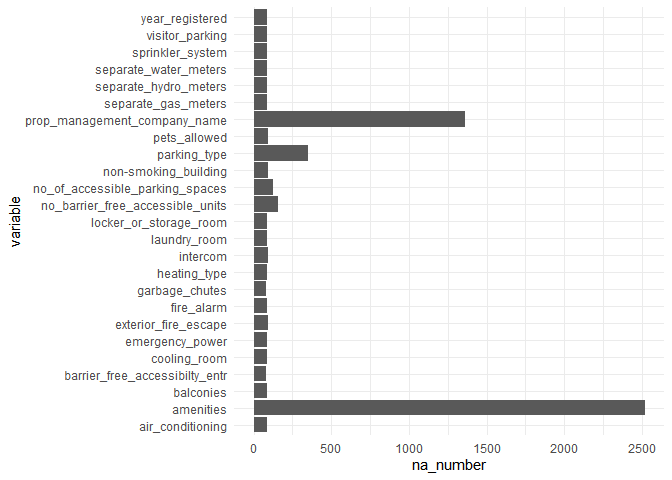 year_registered
visitor_parking
sprinkler_system
separate_water_meters
separate_hydro_meters
separate_gas_meters
prop_management_company_name
pets_allowed
parking_type
non-smoking_building
no_of_accessible_parking_spaces
no_barrier_free_accessible_units
locker_or_storage_room
laundry_room
intercom
heating_type
garbage_chutes
fire_alarm
exterior_fire_escape
emergency_power
cooling_room
barrier_free_accessibilty_entr
balconies
amenities
air_conditioning
variable
0 500 1000 1500 2000 2500
na_number